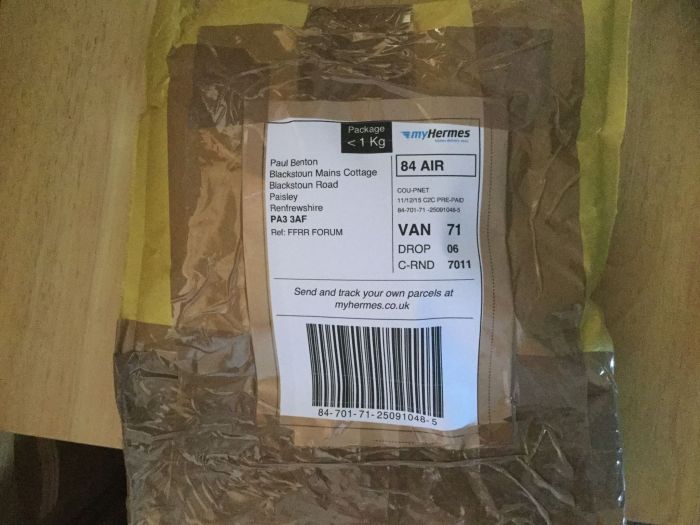 Package
< 1 Kg
myHermes
Paul Benton
Blackstoun Mains Cottage
Blackstoun Road
Paisley
Renfrewshire
PA3 3AF
Ref: FFRR FORUM
84 AIR
COU-PNET
11/12/15 C2C PRE-PAID
84-701-71 -25091048-5
VAN 71
DROP 06
C-RND 7011
Send and track your own parcels at
myhermes.co.uk
84-701-71-25091048-5